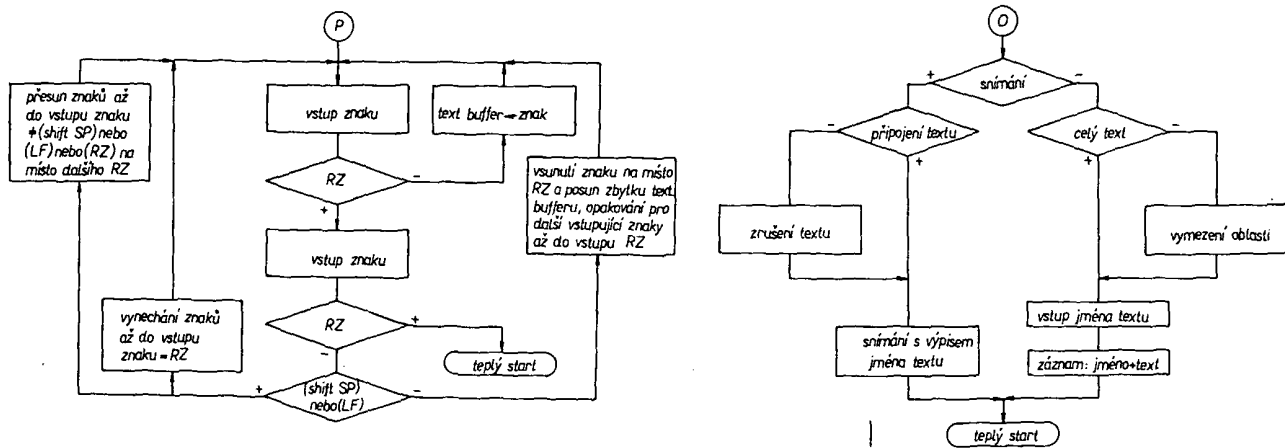 P
přesun znaků až
do vstupu znaku
≠(shift SP) nebo
(LF) nebo (RZ) na
místo dalšího RZ
vstup znaku
text buffer ← znak
RZ
-
+
vsunutí znaku na místo
RZ a posun zbytku text
bufferu, opakování pro
další vstupující znaky
až do vstupu RZ
vstup znaku
vynechání znaků
až do vstupu
znaku = RZ
RZ
+
-
teplý start
+
(shift SP)
nebo (LF)
-
O
+
snímání
-
-
připojení textu
+
celý text
-
+
zrušení textu
vymezení oblasti
snímání s výpisem
jména textu
vstup jména textu
záznam: jméno+text
teplý start